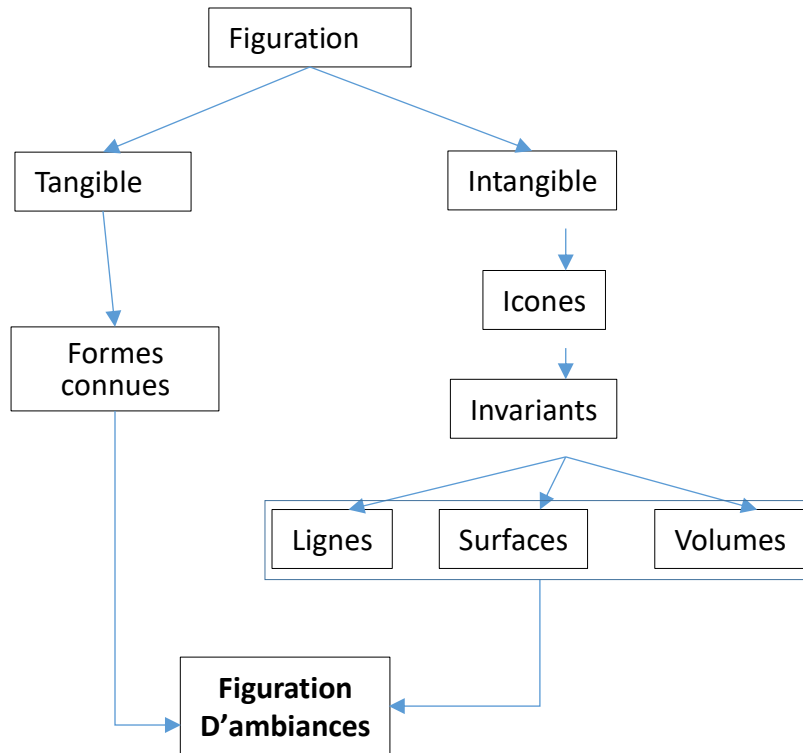 Figuration
Tangible
Intangible
Icones
Formes
connues
Invariants
Lignes
Surfaces
Volumes
Figuration
D’ambiances